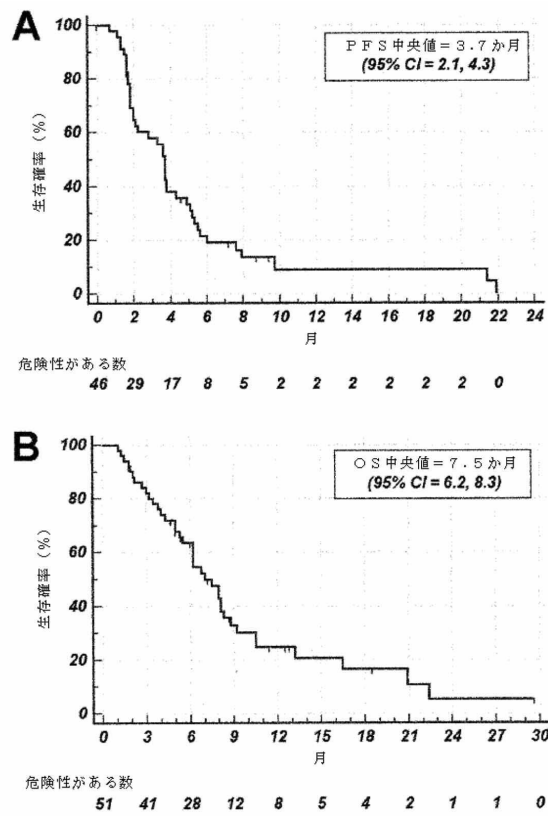 A
PFS中央値=3.7か月
(95% CI = 2.1, 4.3)
生存確率(%)
100
80
60
40
20
0
0 2 4 6 8 10 12 14 16 18 20 22 24
月
危険性がある数
46 29 17 8 5 2 2 2 2 2 2 0
B
OS中央値=7.5か月
(95% CI = 6.2, 8.3)
生存確率(%)
100
80
60
40
20
0
0 3 6 9 12 15 18 21 24 27 30
月
危険性がある数
51 41 28 12 8 5 4 2 1 1 0